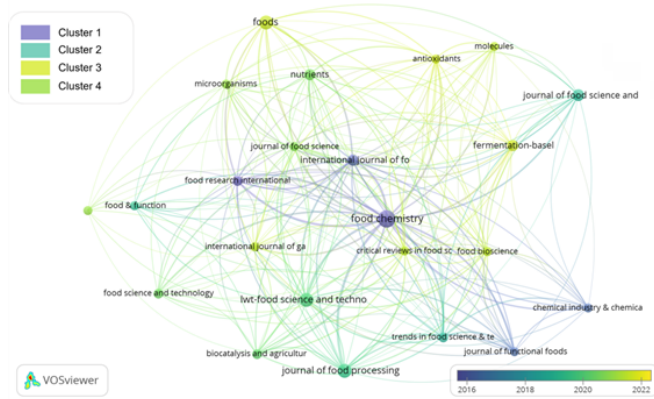 Cluster 1
Cluster 2
Cluster 3
Cluster 4
foods
molecules
antioxidants
nutrients
microorganisms
journal of food science and
journal of food science
fermentation-basel
international journal of fo
food research international
food & function
food chemistry
international journal of ga
critical reviews in food sc
food bioscience
food science and technology
lwt-food science and techno
chemical industry & chemica
trends in food science & te
biocatalysis and agricultur
journal of functional foods
journal of food processing
VOSviewer
2016 2018 2020 2022